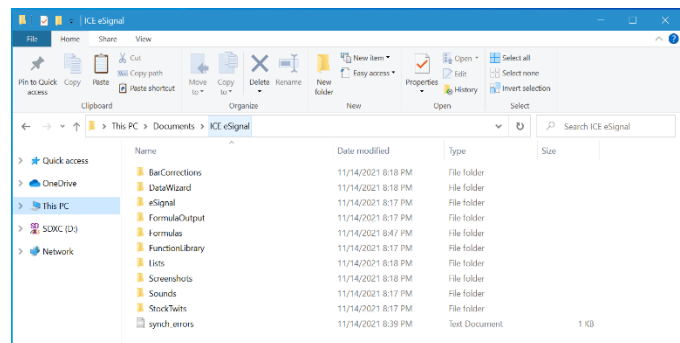 ICE eSignal
File Home Share View
Pin to Quick access
Copy
Paste
Cut
Copy path
Paste shortcut
Clipboard
Move to
Copy to
Delete
Rename
Organize
New folder
New item
Easy access
New
Properties
Open
Edit
History
Open
Select all
Select none
Invert selection
Select
This PC > Documents > ICE eSignal
Search ICE eSignal
Quick access
OneDrive
This PC
SDXC (D:)
Network
Name Date modified Type Size
BarCorrections 11/14/2021 8:18 PM File folder
DataWizard 11/14/2021 8:18 PM File folder
eSignal 11/14/2021 8:17 PM File folder
FormulaOutput 11/14/2021 8:17 PM File folder
Formulas 11/14/2021 8:47 PM File folder
FunctionLibrary 11/14/2021 8:17 PM File folder
Lists 11/14/2021 8:18 PM File folder
Screenshots 11/14/2021 8:18 PM File folder
Sounds 11/14/2021 8:17 PM File folder
StockTwits 11/14/2021 8:17 PM File folder
synch_errors 11/14/2021 8:39 PM Text Document 1 KB